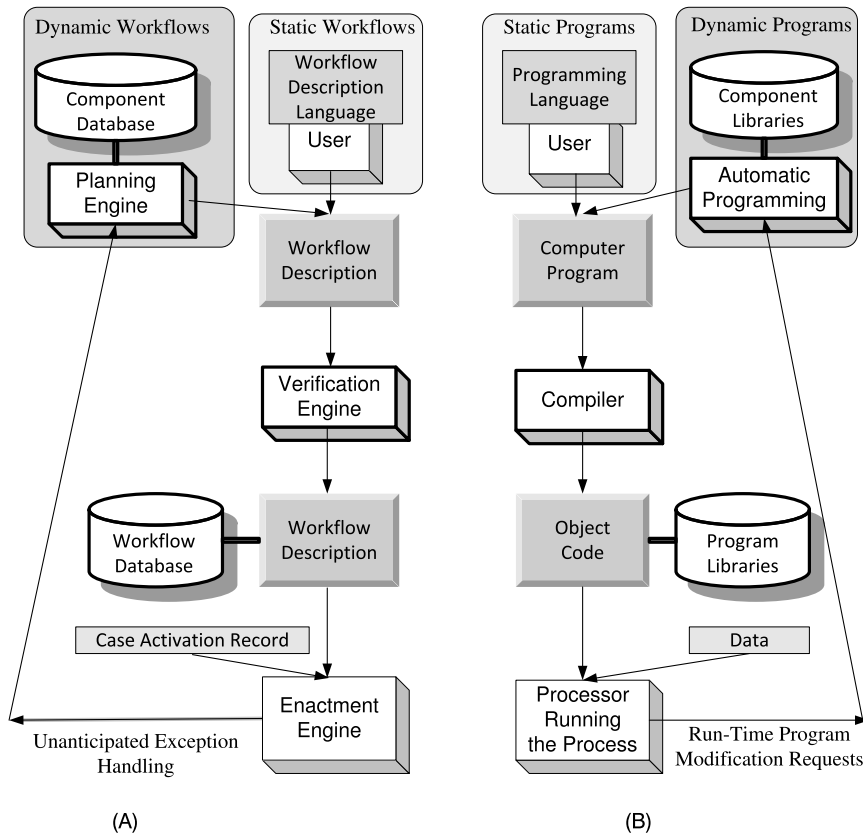 Dynamic Workflows
Component
Database
Planning
Engine
Static Workflows
Workflow
Description
Language
User
Workflow
Description
Verification
Engine
Workflow
Description
Workflow
Database
Case Activation Record
Enactment
Engine
Unanticipated Exception
Handling
(A)
Static Programs
Programming
Language
User
Dynamic Programs
Component
Libraries
Automatic
Programming
Computer
Program
Compiler
Object
Code
Program
Libraries
Data
Processor
Running
the Process
Run-Time Program
Modification Requests
(B)